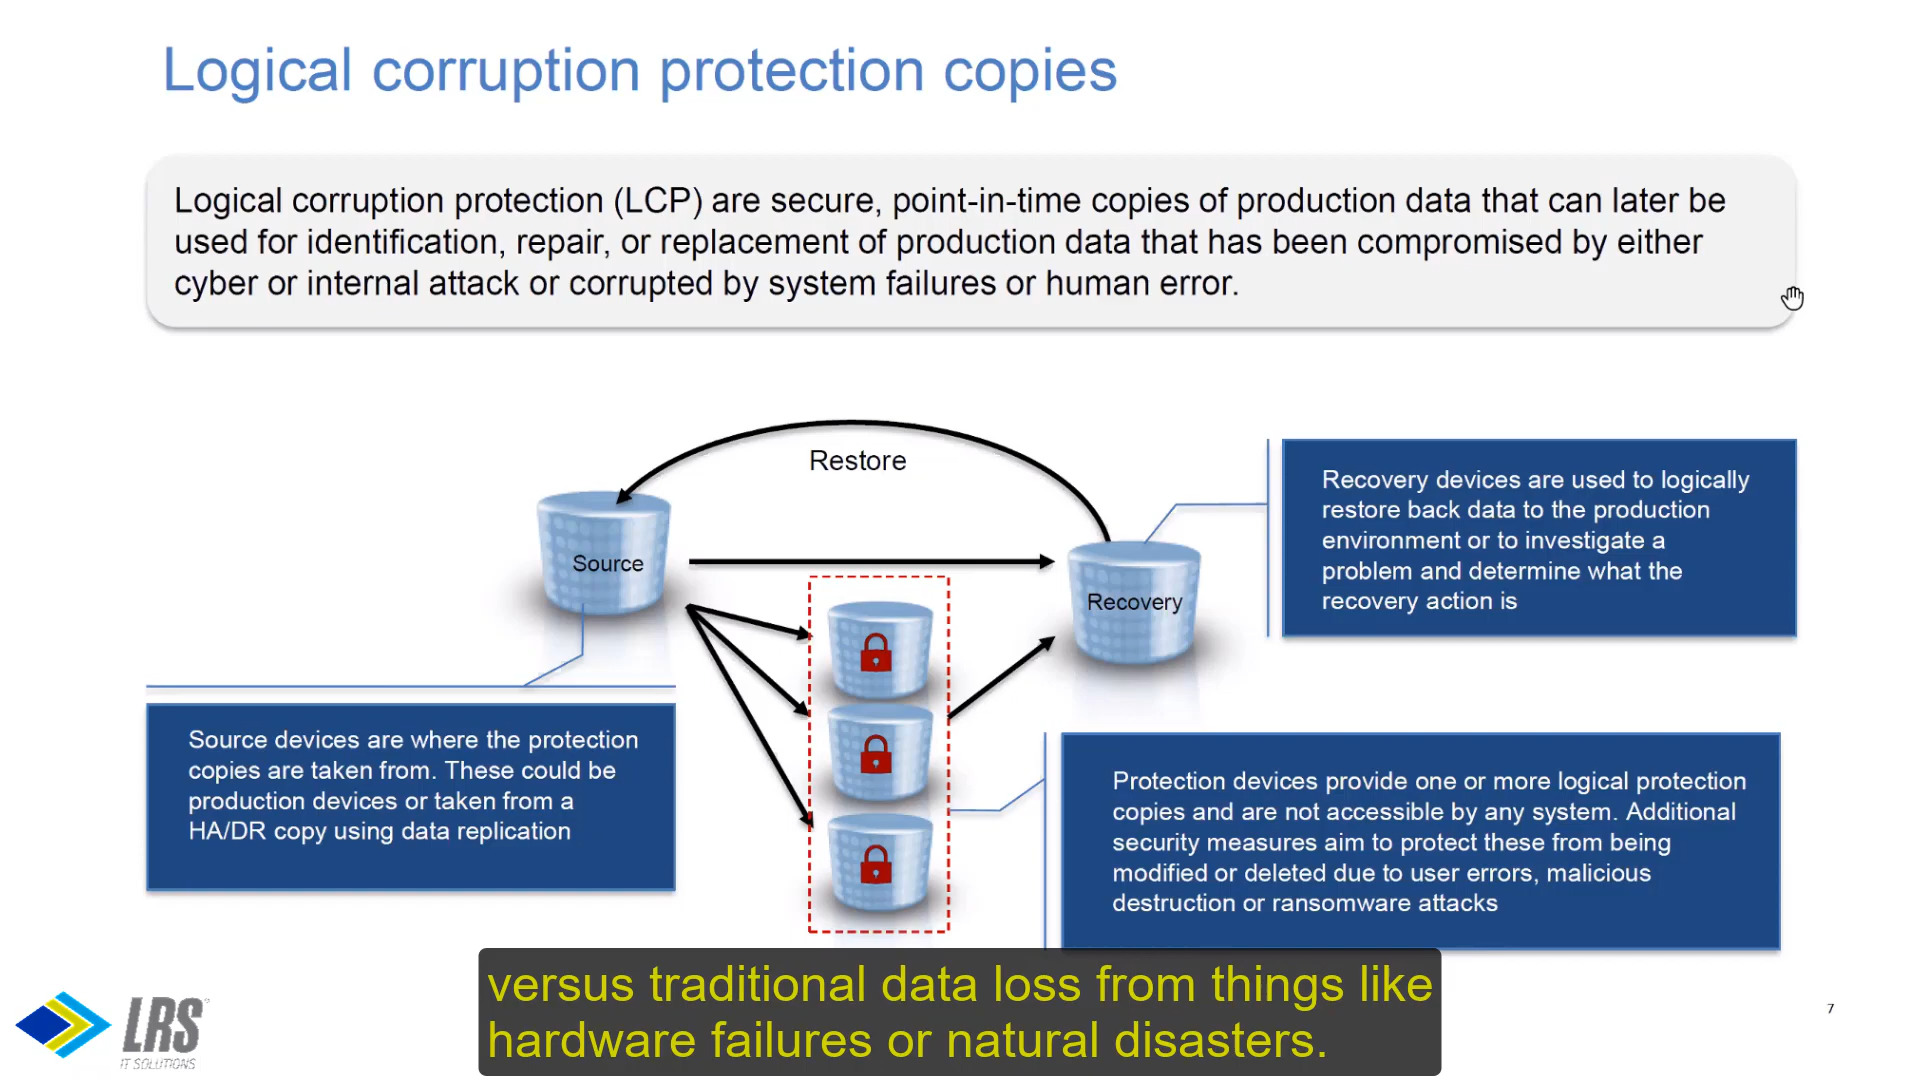 Logical corruption protection copies
Logical corruption protection (LCP) are secure, point-in-time copies of production data that can later be
used for identification, repair, or replacement of production data that has been compromised by either
cyber or internal attack or corrupted by system failures or human error.
Restore
Source
Recovery
Recovery devices are used to logically
restore back data to the production
environment or to investigate a
problem and determine what the
recovery action is
Source devices are where the protection
copies are taken from. These could be
production devices or taken from a
HA/DR copy using data replication
Protection devices provide one or more logical protection
copies and are not accessible by any system. Additional
security measures aim to protect these from being
modified or deleted due to user errors, malicious
destruction or ransomware attacks
versus traditional data loss from things like
hardware failures or natural disasters.
LRS
IT SOLUTIONS
7